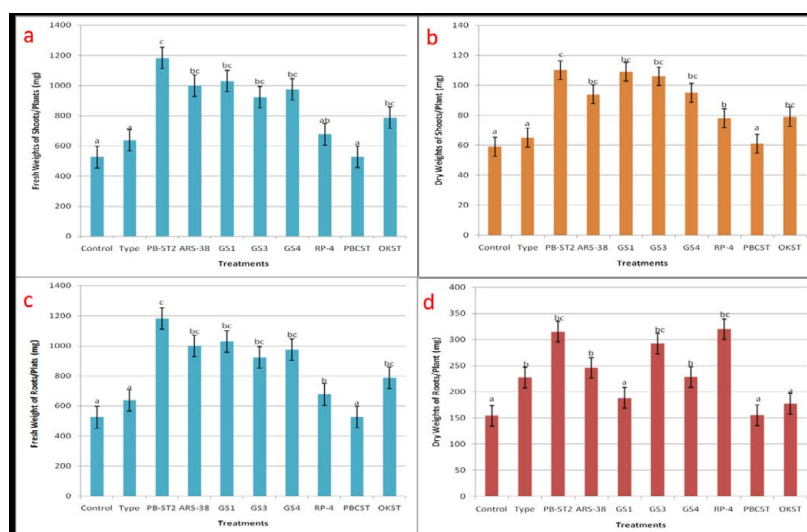 a
Fresh Weights of Shoots/Plants (mg)
1400
1200
1000
800
600
400
200
0
a
a
c
bc
bc
bc
bc
ab
a
bc
Control
Type
PB-ST2
ARS-38
GS1
GS3
GS4
RP-4
PBCST
OKST
Treatments
b
Dry Weights of Shoots/Plant (mg)
140
120
100
80
60
40
20
0
a
a
c
bc
bc
bc
bc
b
a
bc
Control
Type
PB-ST2
ARS-38
GS1
GS3
GS4
RP-4
PBCST
OKST
Treatments
c
Fresh Weight of Roots/Plats (mg)
1400
1200
1000
800
600
400
200
0
a
a
c
bc
bc
bc
bc
b
a
bc
Control
Type
PB-ST2
ARS-38
GS1
GS3
GS4
RP-4
PBCST
OKST
Treatments
d
Dry Weights of Roots/Plant (mg)
400
350
300
250
200
150
100
50
0
a
b
bc
b
a
bc
b
bc
a
a
Control
Type
PB-ST2
ARS-38
GS1
GS3
GS4
RP-4
PBCST
OKST
Treatments